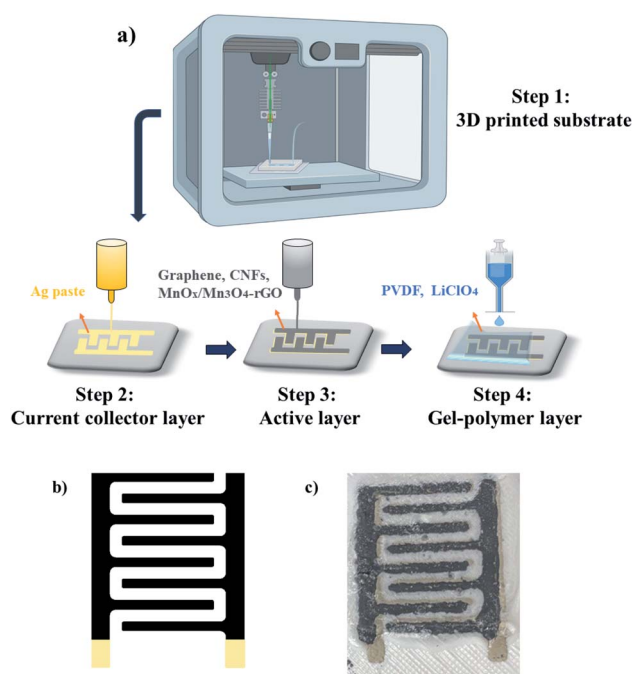 a)
Step 1:
3D printed substrate
Ag paste
Graphene, CNFs,
MnOₓ/Mn₃O₄-rGO
PVDF, LiClO₄
Step 2:
Current collector layer
Step 3:
Active layer
Step 4:
Gel-polymer layer
b)
c)